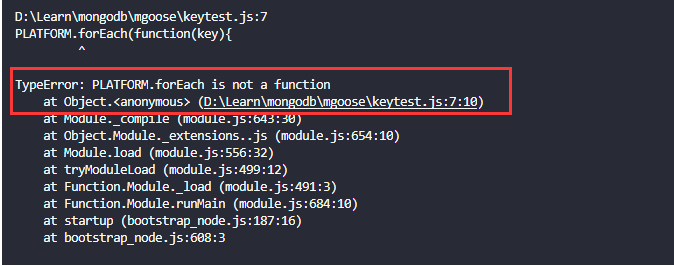 D:\Learn\mongodb\mgoose\keytest.js:7
PLATFORM.forEach(function(key){
^
TypeError: PLATFORM.forEach is not a function
at Object.<anonymous> (D:\Learn\mongodb\mgoose\keytest.js:7:10)
at Module._compile (module.js:643:30)
at Object.Module._extensions..js (module.js:654:10)
at Module.load (module.js:556:32)
at tryModuleLoad (module.js:499:12)
at Function.Module._load (module.js:491:3)
at Function.Module.runMain (module.js:684:10)
at startup (bootstrap_node.js:187:16)
at bootstrap_node.js:608:3